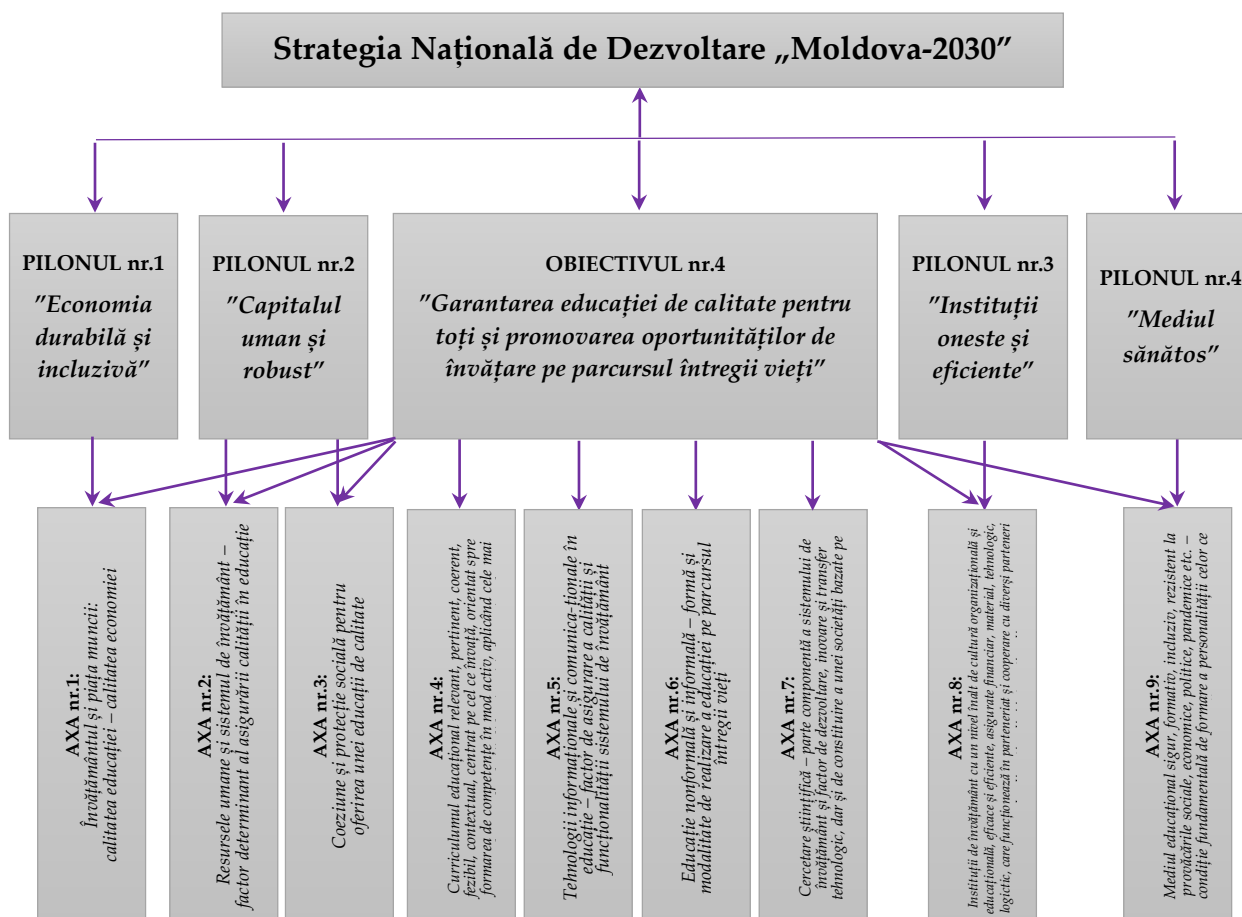 Strategia Națională de Dezvoltare „Moldova-2030”
PILONUL nr.1
”Economia
durabilă și
incluzivă”
PILONUL nr.2
”Capitalul
uman și
robust”
OBIECTIVUL nr.4
”Garantarea educației de calitate pentru
toți și promovarea oportunităților de
învățare pe parcursul întregii vieți”
PILONUL nr.3
”Instituții
oneste și
eficiente”
PILONUL nr.4
”Mediul
sănătos”
AXA nr.1:
Învățământul și piața muncii:
calitatea educației – calitatea economiei
AXA nr.2:
Resursele umane și sistemul de învățământ –
factor determinant al asigurării calității în educație
AXA nr.3:
Coeziune și protecție socială pentru
oferirea unei educații de calitate
AXA nr.4:
Curriculumul educațional relevant, pertinent, coerent,
fezibil, contextual, centrat pe cel ce învață, orientat spre
formarea de competențe în mod activ, aplicând cele mai
AXA nr.5:
Tehnologii informaționale și comunica-ționale în
educație – factor de asigurare a calității și
funcționalității sistemului de învățământ
AXA nr.6:
Educație nonformală și informală – formă și
modalitate de realizare a educației pe parcursul
întregii vieți
AXA nr.7:
Cercetare științifică – parte componentă a sistemului de
învățământ și factor de dezvoltare, inovare și transfer
tehnologic, dar și de constituire a unei societăți bazate pe
AXA nr.8:
Instituții de învățământ cu un nivel înalt de cultură organizațională și
educațională, eficace și eficiente, asigurate financiar, material, tehnologic,
logictic, care funcționează în parteneriat și cooperare cu diverși parteneri
AXA nr.9:
Mediul educațional sigur, formativ, incluziv, rezistent la
provăcările sociale, economice, politice, pandemice etc. –
condiție fundamentală de formare a personalității celor ce